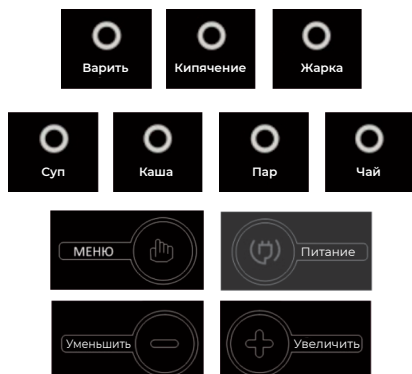 Варить
Кипячение
Жарка
Суп
Каша
Пар
Чай
МЕНЮ
Питание
Уменьшить
Увеличить